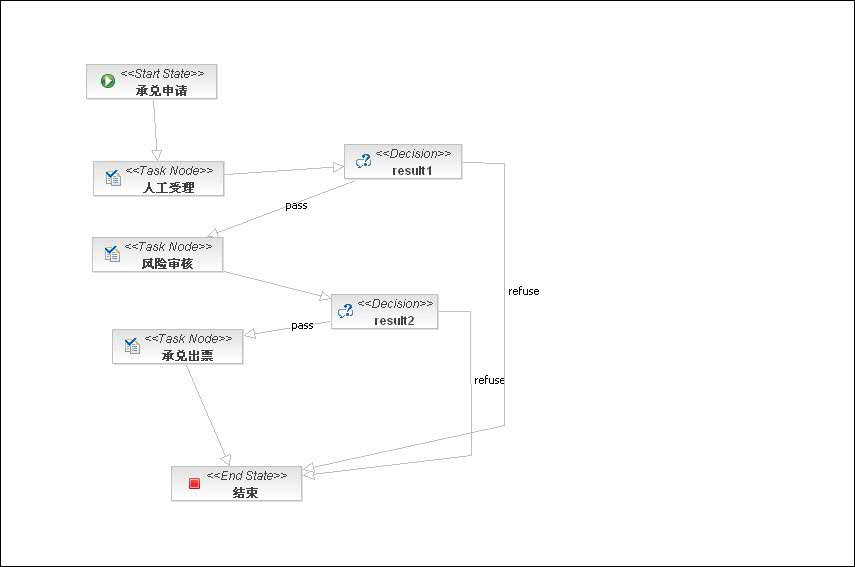 <<Start State>>
承兑申请
<<Task Node>>
人工受理
<<Decision>>
result1
pass
<<Task Node>>
风险审核
refuse
<<Decision>>
result2
pass
<<Task Node>>
承兑出票
refuse
<<End State>>
结束